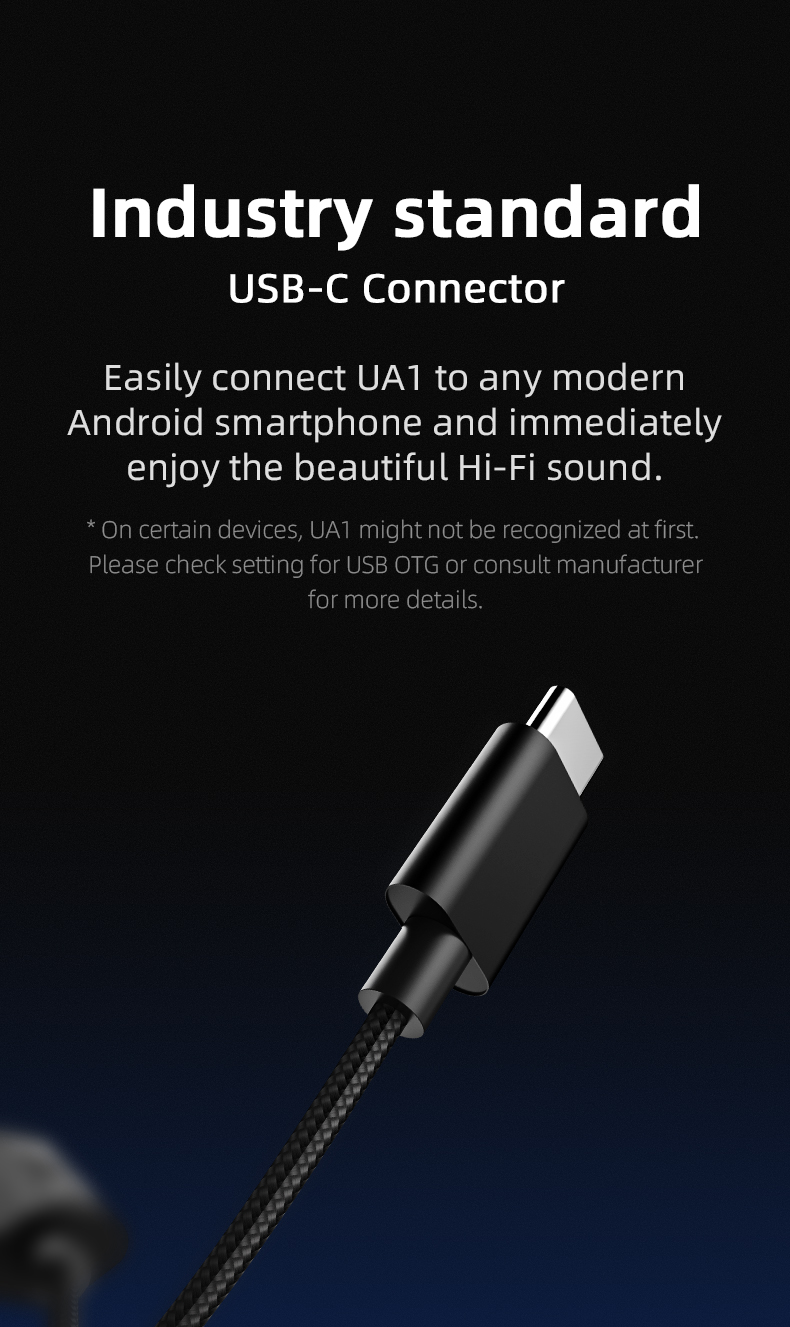 Industry standard
USB-C Connector
Easily connect UA1 to any modern
Android smartphone and immediately
enjoy the beautiful Hi-Fi sound.
* On certain devices, UA1 might not be recognized at first.
Please check setting for USB OTG or consult manufacturer
for more details.